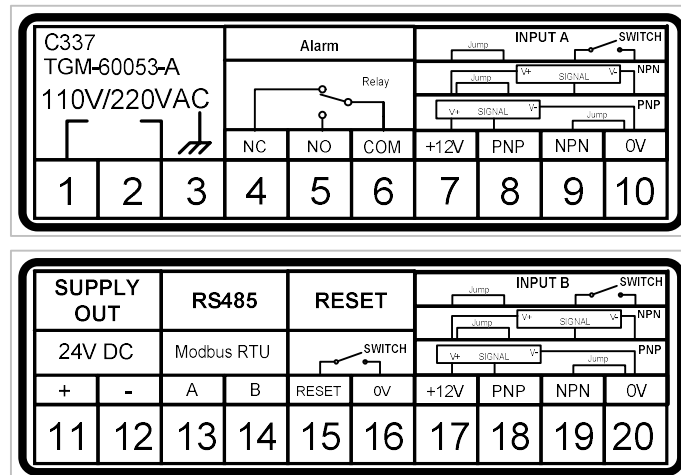 C337
TGM-60053-A
110V/220VAC
Alarm
Relay
INPUT A
SWITCH
Jump
V+ SIGNAL V- NPN
Jump
V+ SIGNAL V- PNP
Jump
NC NO COM +12V PNP NPN 0V
1 2 3 4 5 6 7 8 9 10
SUPPLY
OUT
RS485
RESET
INPUT B
SWITCH
Jump
V+ SIGNAL V- NPN
Jump
V+ SIGNAL V- PNP
Jump
24V DC
Modbus RTU
SWITCH
+ - A B RESET 0V +12V PNP NPN 0V
11 12 13 14 15 16 17 18 19 20